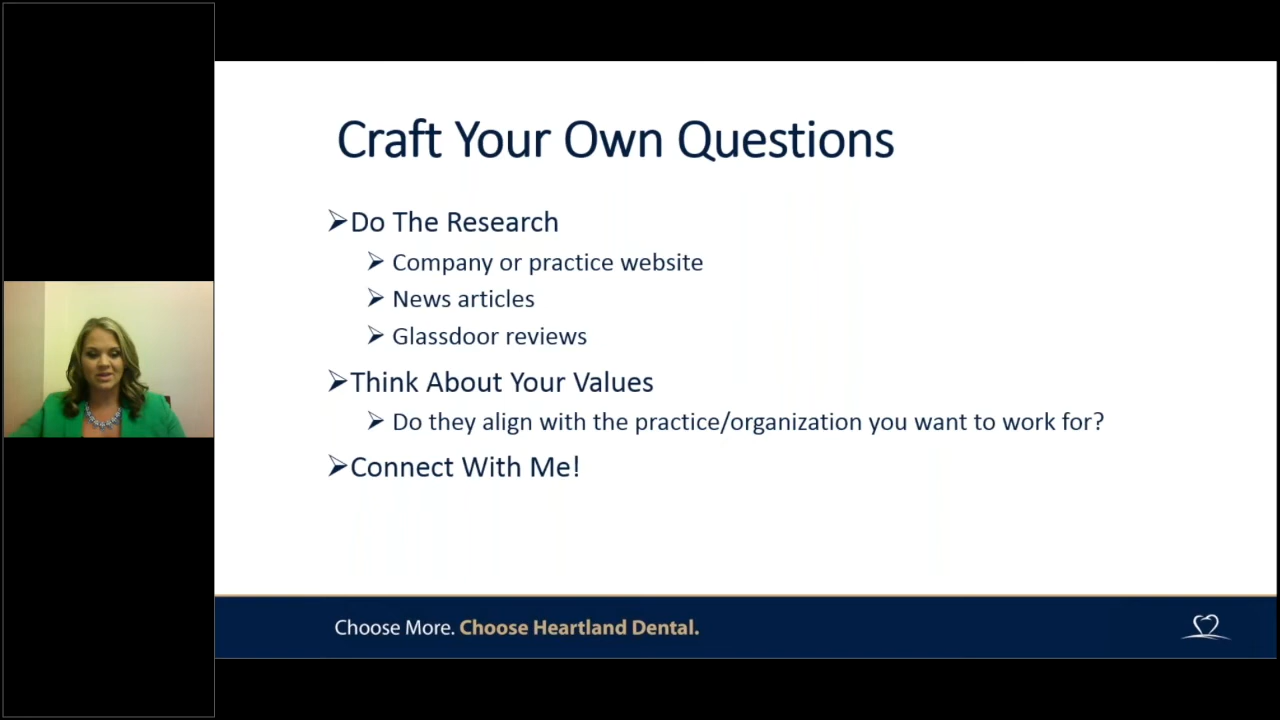 Craft Your Own Questions
Do The Research
Company or practice website
News articles
Glassdoor reviews
Think About Your Values
Do they align with the practice/organization you want to work for?
Connect With Me!
Choose More. Choose Heartland Dental.